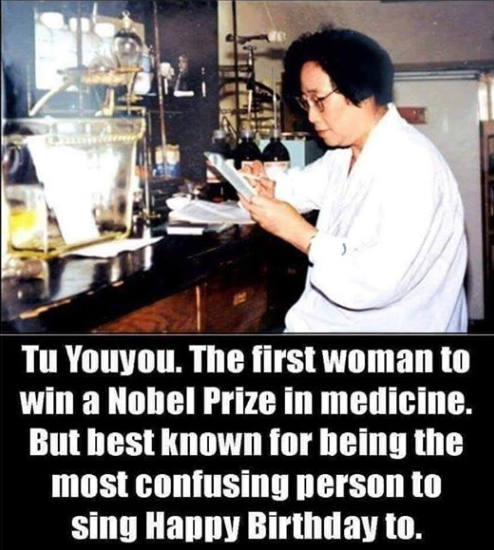 Tu Youyou. The first woman to
win a Nobel Prize in medicine.
But best known for being the
most confusing person to
sing Happy Birthday to.